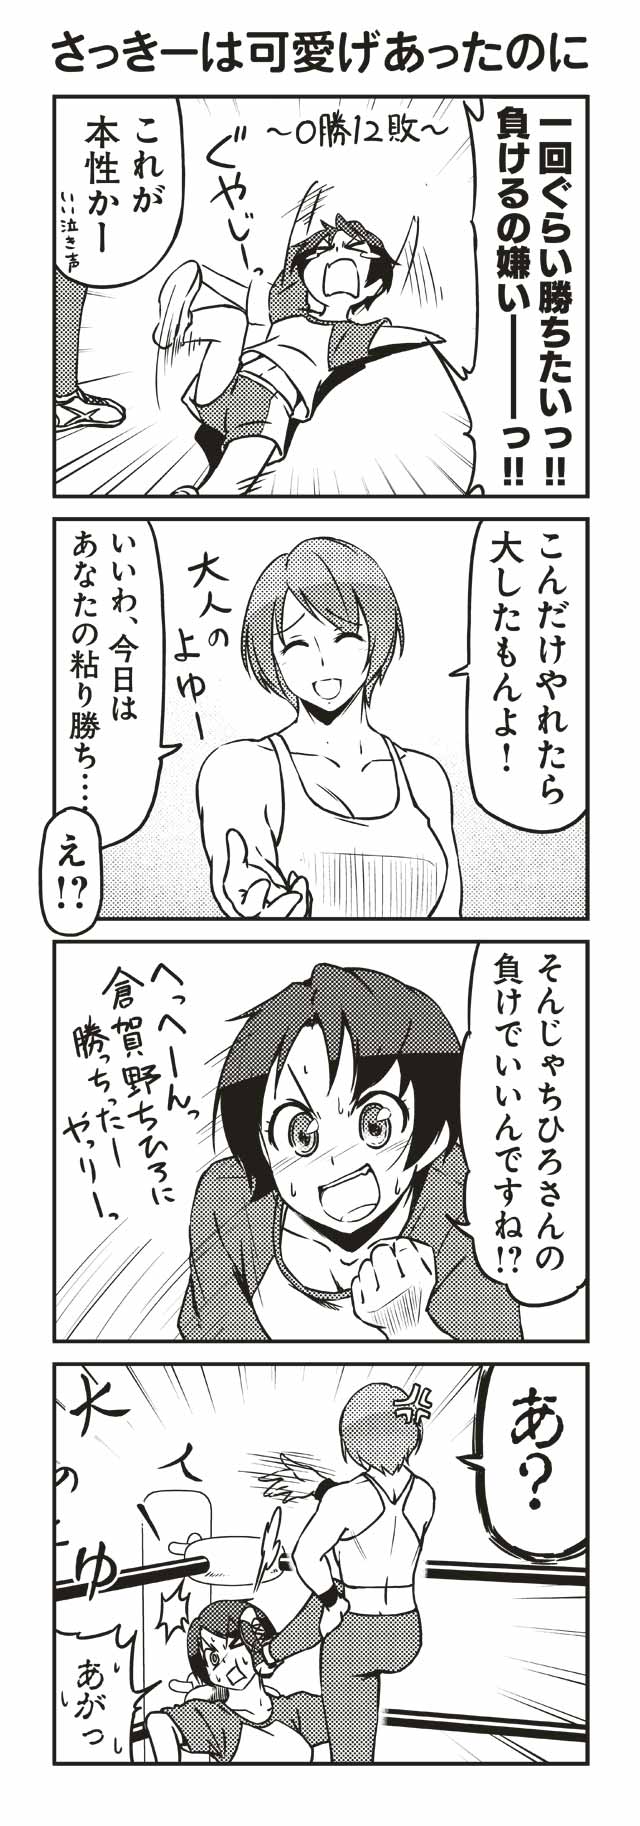 さっきーは可愛げあったのに
一回ぐらい勝ちたいっ!!
負けるの嫌い――っ!!
～0勝12敗～
ぐやじーっ
これが
本性かー
いい泣き声
こんだけやれたら
大したもんよ！
大人の
よゆー
いいわ、今日は
あなたの粘り勝ち…
え!?
そんじゃちひろさんの
負けでいいんですね!?
へっへーんっ
倉賀野ちひろに
勝っちったー
やっりーっ
あ？
大
人
の
ゆ
あがっ